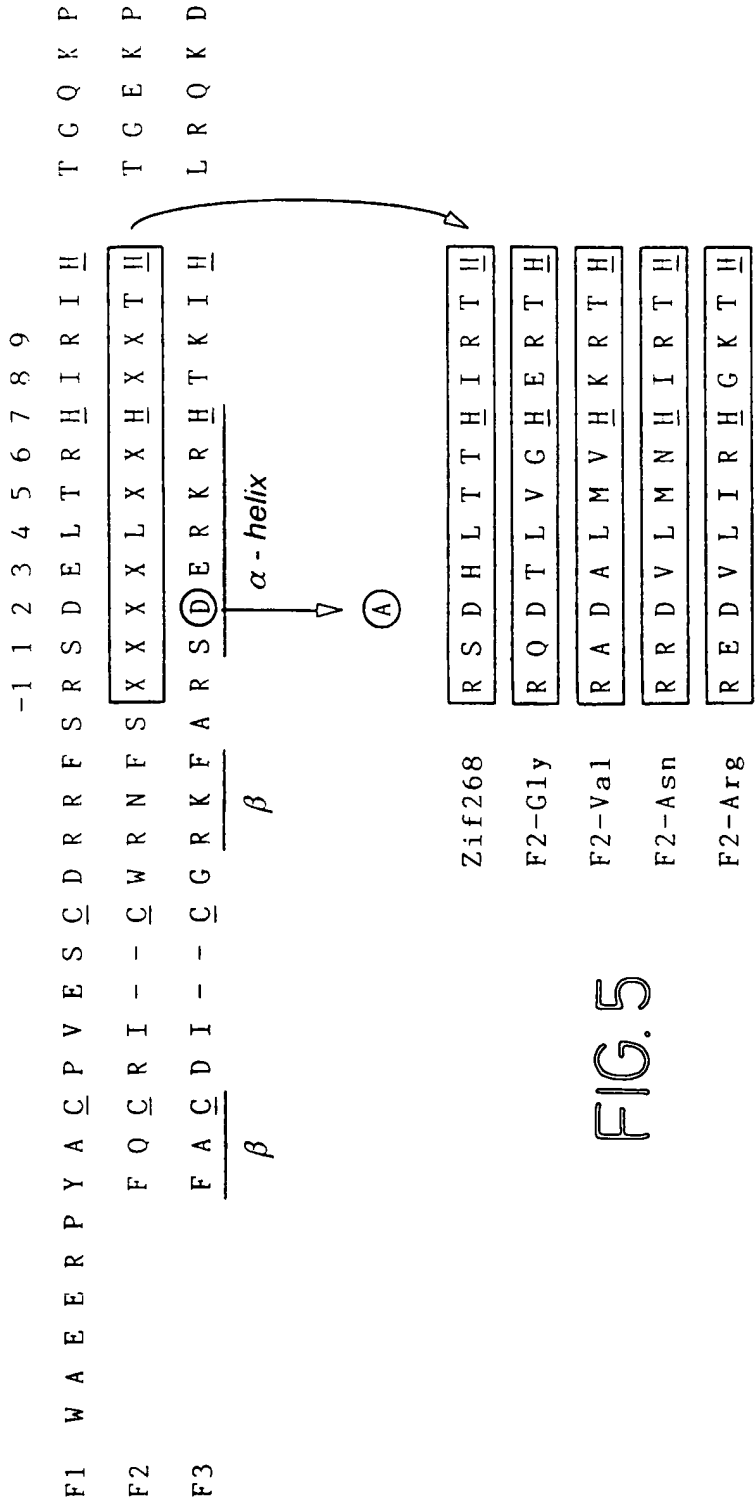 -1 1 2 3 4 5 6 7 8 9
F1 W A E E R P Y A C P V E S C D R R F S R S D E L T R H I R I H T G Q K P
F2 F Q C R I - - C W R N F S X X X X L X X H X X T H T G E K P
F3 F A C D I - - C G R K F A R S D E R K R H T K I H L R Q K D
β β α - helix
A
Zif268 R S D H L T T H I R T H
F2-Gly R Q D T L V G H E R T H
F2-Val R A D A L M V H K R T H
F2-Asn R R D V L M N H I R T H
F2-Arg R E D V L I R H G K T H
FIG. 5